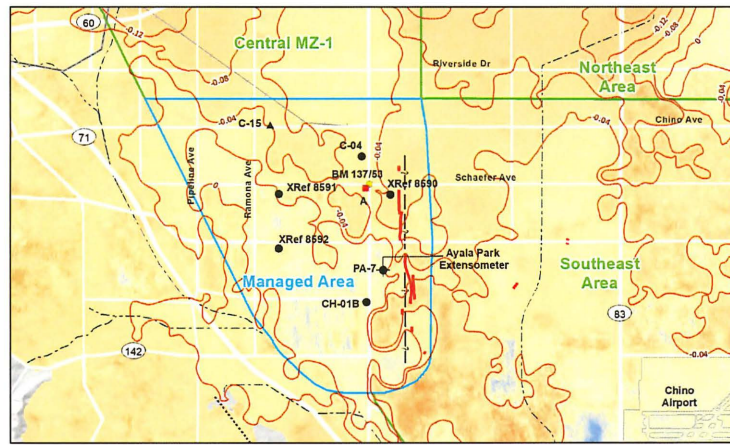 60
-0.12
-0.08
Central MZ-1
Riverside Dr
Northeast
Area
0
-0.04
-0.04
Chino Ave
-0.04
C-15
-0.04
71
C-04
BM 137/53
Pipeline Ave
Ramona Ave
0
XRef 8591
A
XRef 8590
Schaefer Ave
-0.04
XRef 8592
Ayala Park
Extensometer
PA-7
Managed Area
Southeast
Area
CH-01B
83
142
-0.04
Chino
Airport